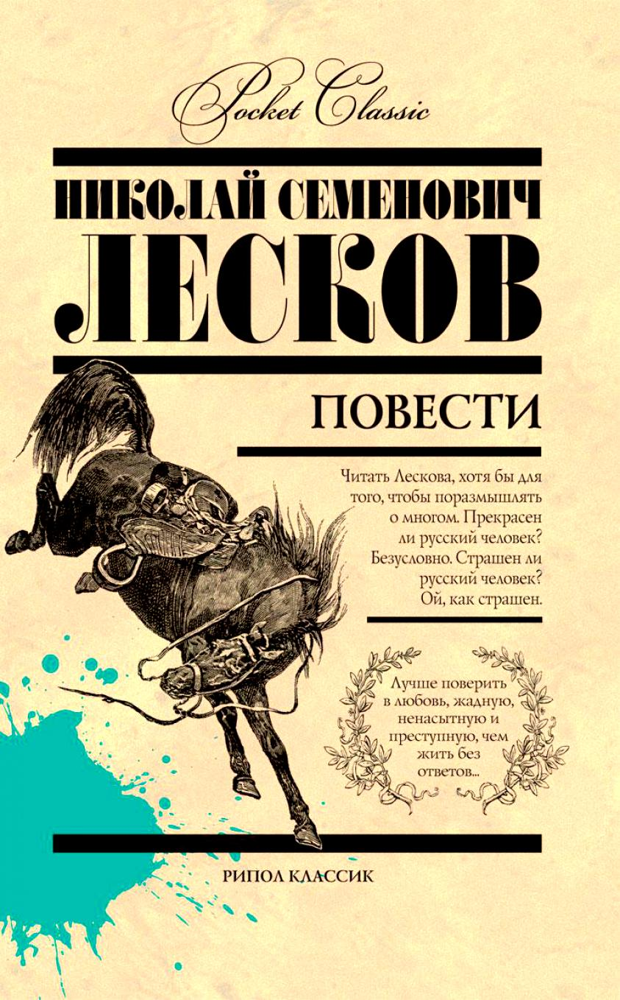 Pocket Classic
НИКОЛАЙ СЕМЕНОВИЧ
ЛЕСКОВ
ПОВЕСТИ
Читать Лескова, хотя бы для
того, чтобы поразмышлять
о многом. Прекрасен
ли русский человек?
Безусловно. Страшен ли
русский человек?
Ой, как страшен.
Лучше поверить
в любовь, жадную,
ненасытную и
преступную, чем
жить без
ответов...
РИПОЛ КЛАССИК